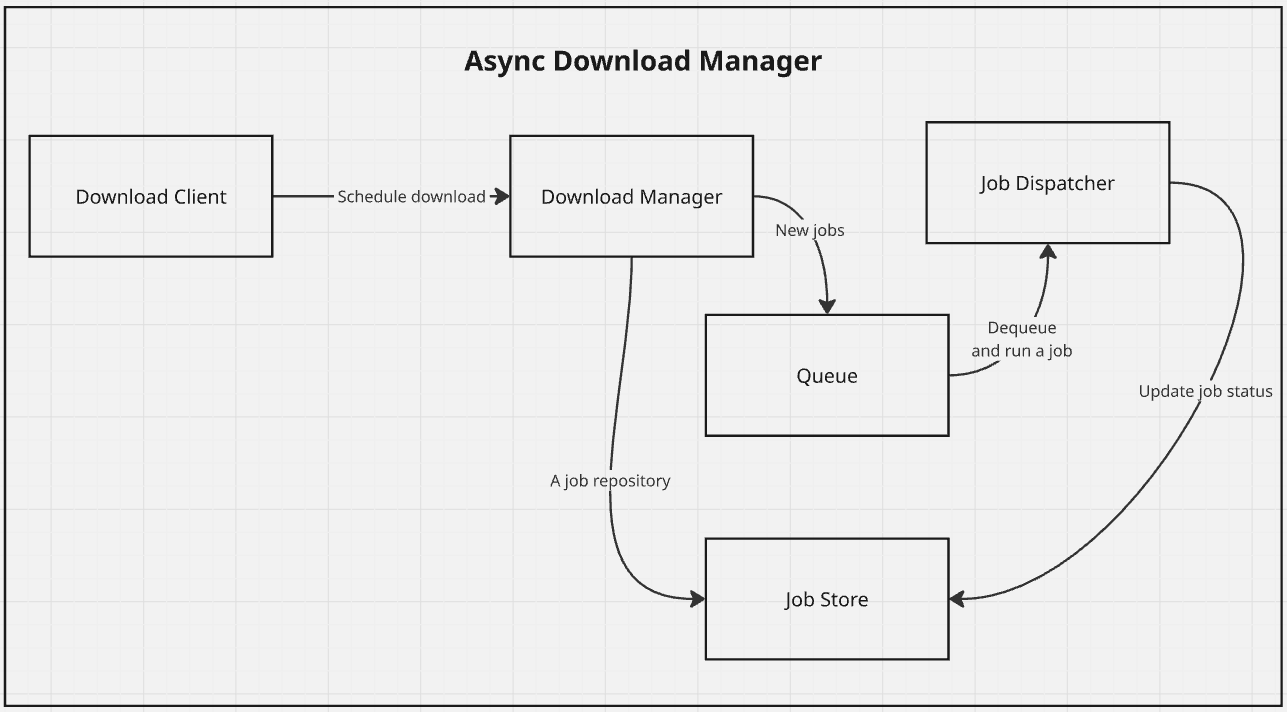 Async Download Manager
Download Client
Schedule download
Download Manager
New jobs
Job Dispatcher
Dequeue
and run a job
Queue
Update job status
A job repository
Job Store